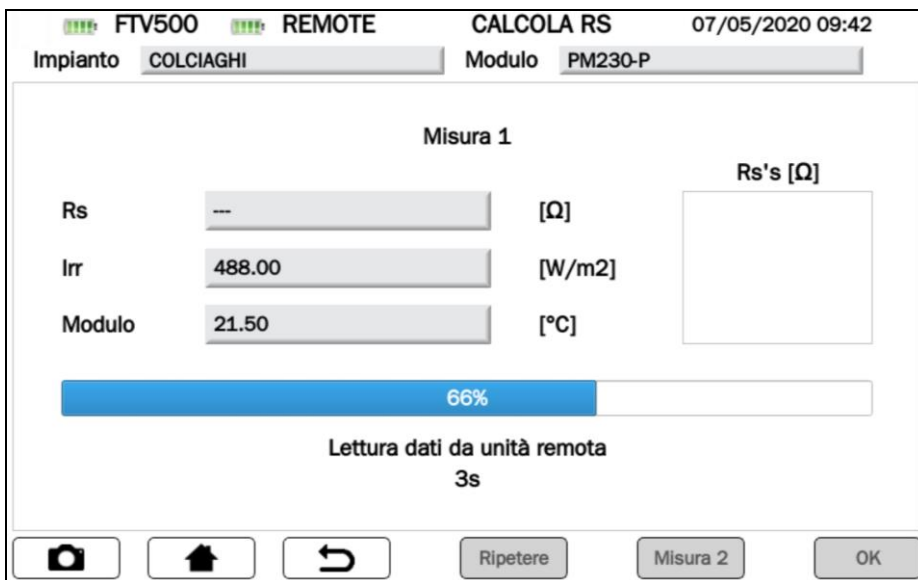 FTV500 REMOTE CALCOLA RS 07/05/2020 09:42
Impianto COLCIAGHI Modulo PM230-P
Misura 1
Rs's [Ω]
Rs --- [Ω]
Irr 488.00 [W/m2]
Modulo 21.50 [°C]
66%
Lettura dati da unità remota
3s
Ripetere Misura 2 OK